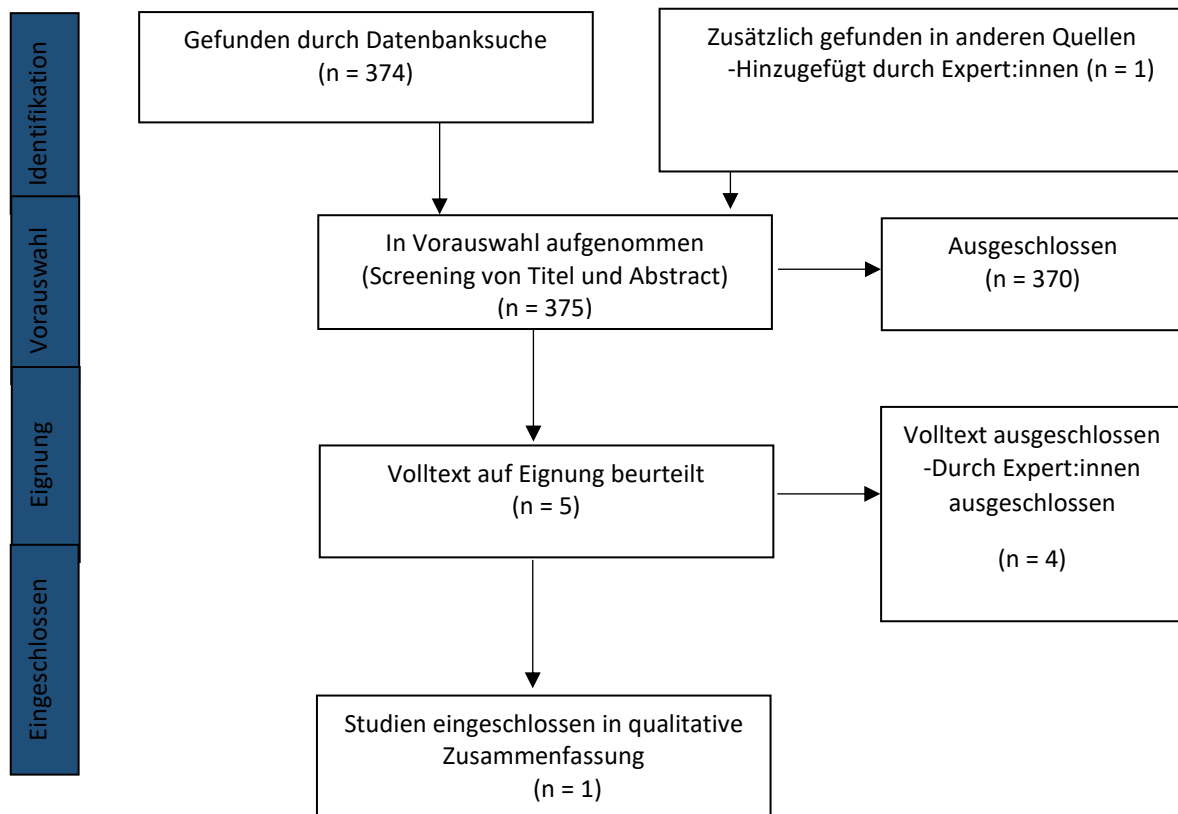 Identifikation
Gefunden durch Datenbanksuche
(n = 374)
Zusätzlich gefunden in anderen Quellen
-Hinzugefügt durch Expert:innen (n = 1)
Vorauswahl
In Vorauswahl aufgenommen
(Screening von Titel und Abstract)
(n = 375)
Ausgeschlossen
(n = 370)
Eignung
Volltext auf Eignung beurteilt
(n = 5)
Volltext ausgeschlossen
-Durch Expert:innen
ausgeschlossen
(n = 4)
Eingeschlossen
Studien eingeschlossen in qualitative
Zusammenfassung
(n = 1)